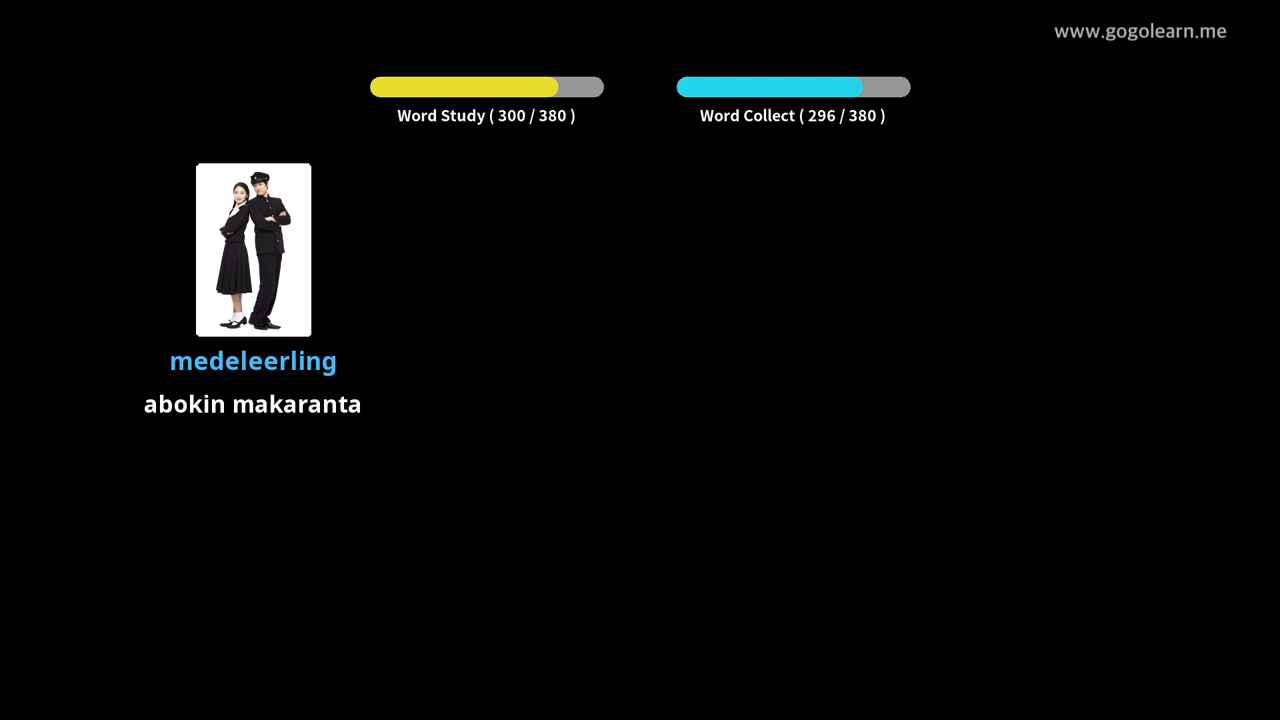 www.gogolearn.me
Word Study ( 300 / 380 )
Word Collect ( 296 / 380 )
medeleerling
abokin makaranta